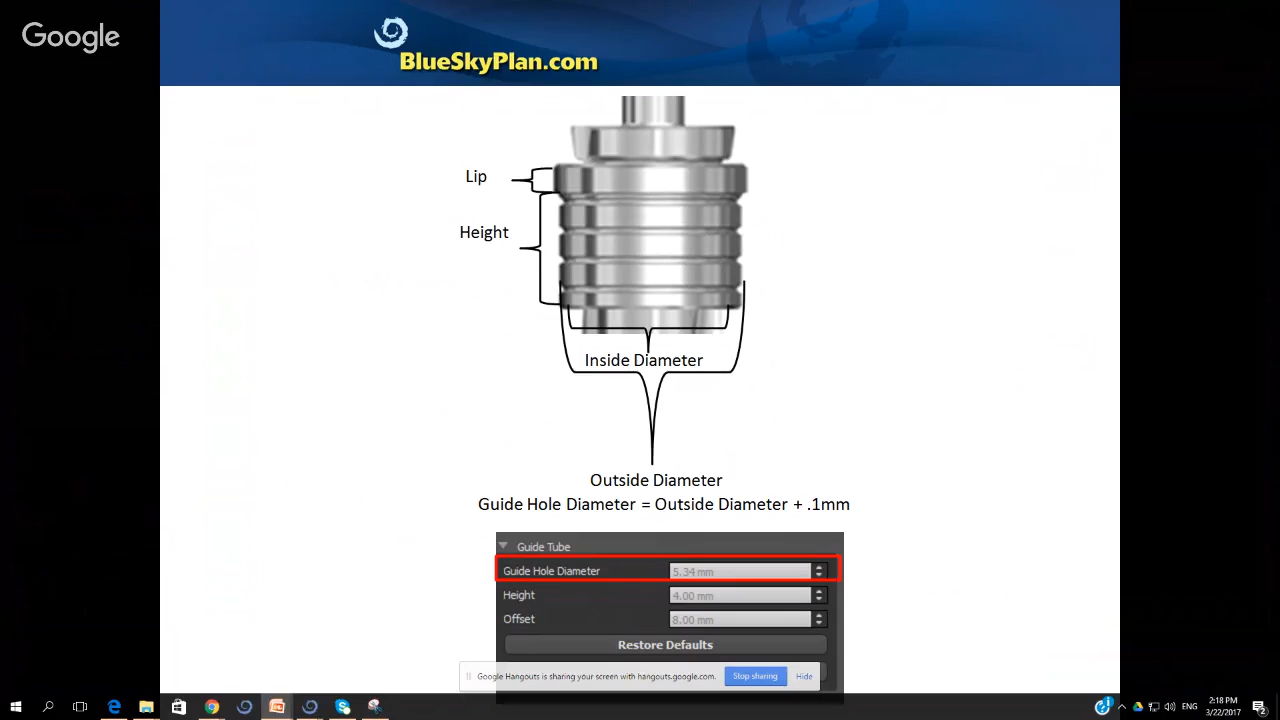 Google
BlueSkyPlan.com
Lip
Height
Inside Diameter
Outside Diameter
Guide Hole Diameter = Outside Diameter + .1mm
Guide Tube
Guide Hole Diameter 5.34 mm
Height 4.00 mm
Offset 8.00 mm
Restore Defaults
Google Hangouts is sharing your screen with hangouts.google.com. Stop sharing Hide
ENG 2:18 PM
3/22/2017
2